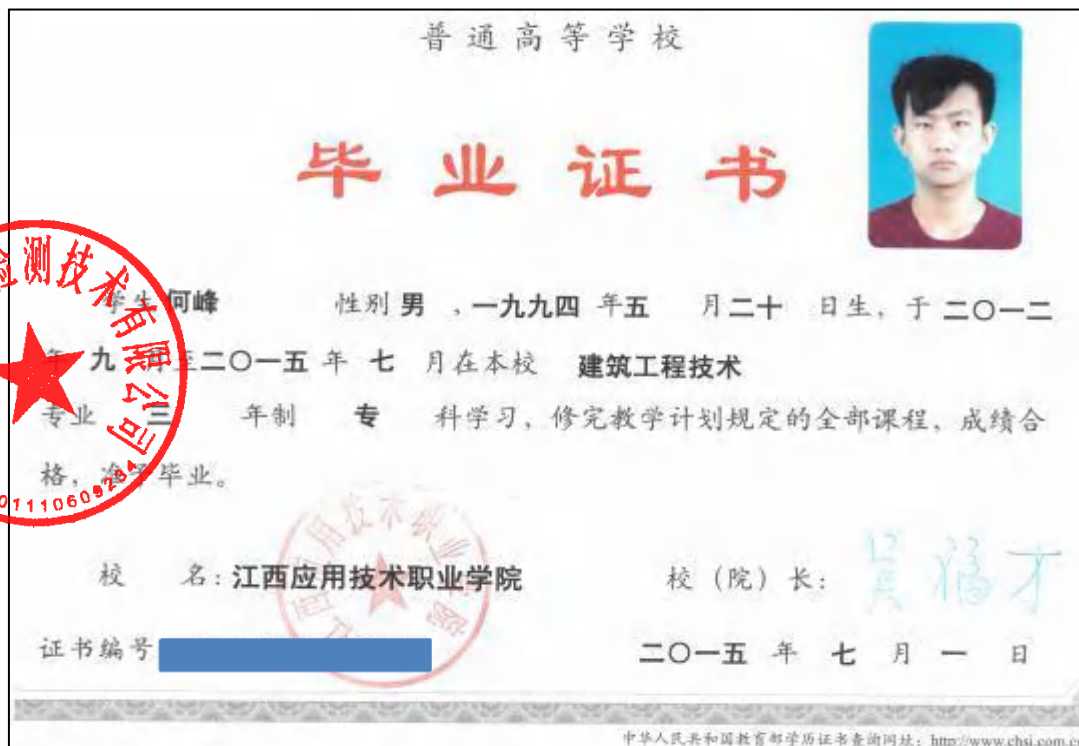 普通高等学校
毕业证书
学生 何峰 性别 男 ，一九九四 年五 月二十 日生，于 二〇一二
年 九 月至二〇一五 年 七 月在本校 建筑工程技术
专业 三 年制 专 科学习，修完教学计划规定的全部课程，成绩合
格，准予毕业。
检测技术有限公司
校 名：江西应用技术职业学院
校（院）长：
证书编号
二〇一五 年 七 月 一 日
中华人民共和国教育部学历证书查询网址：http://www.chsi.com.cn